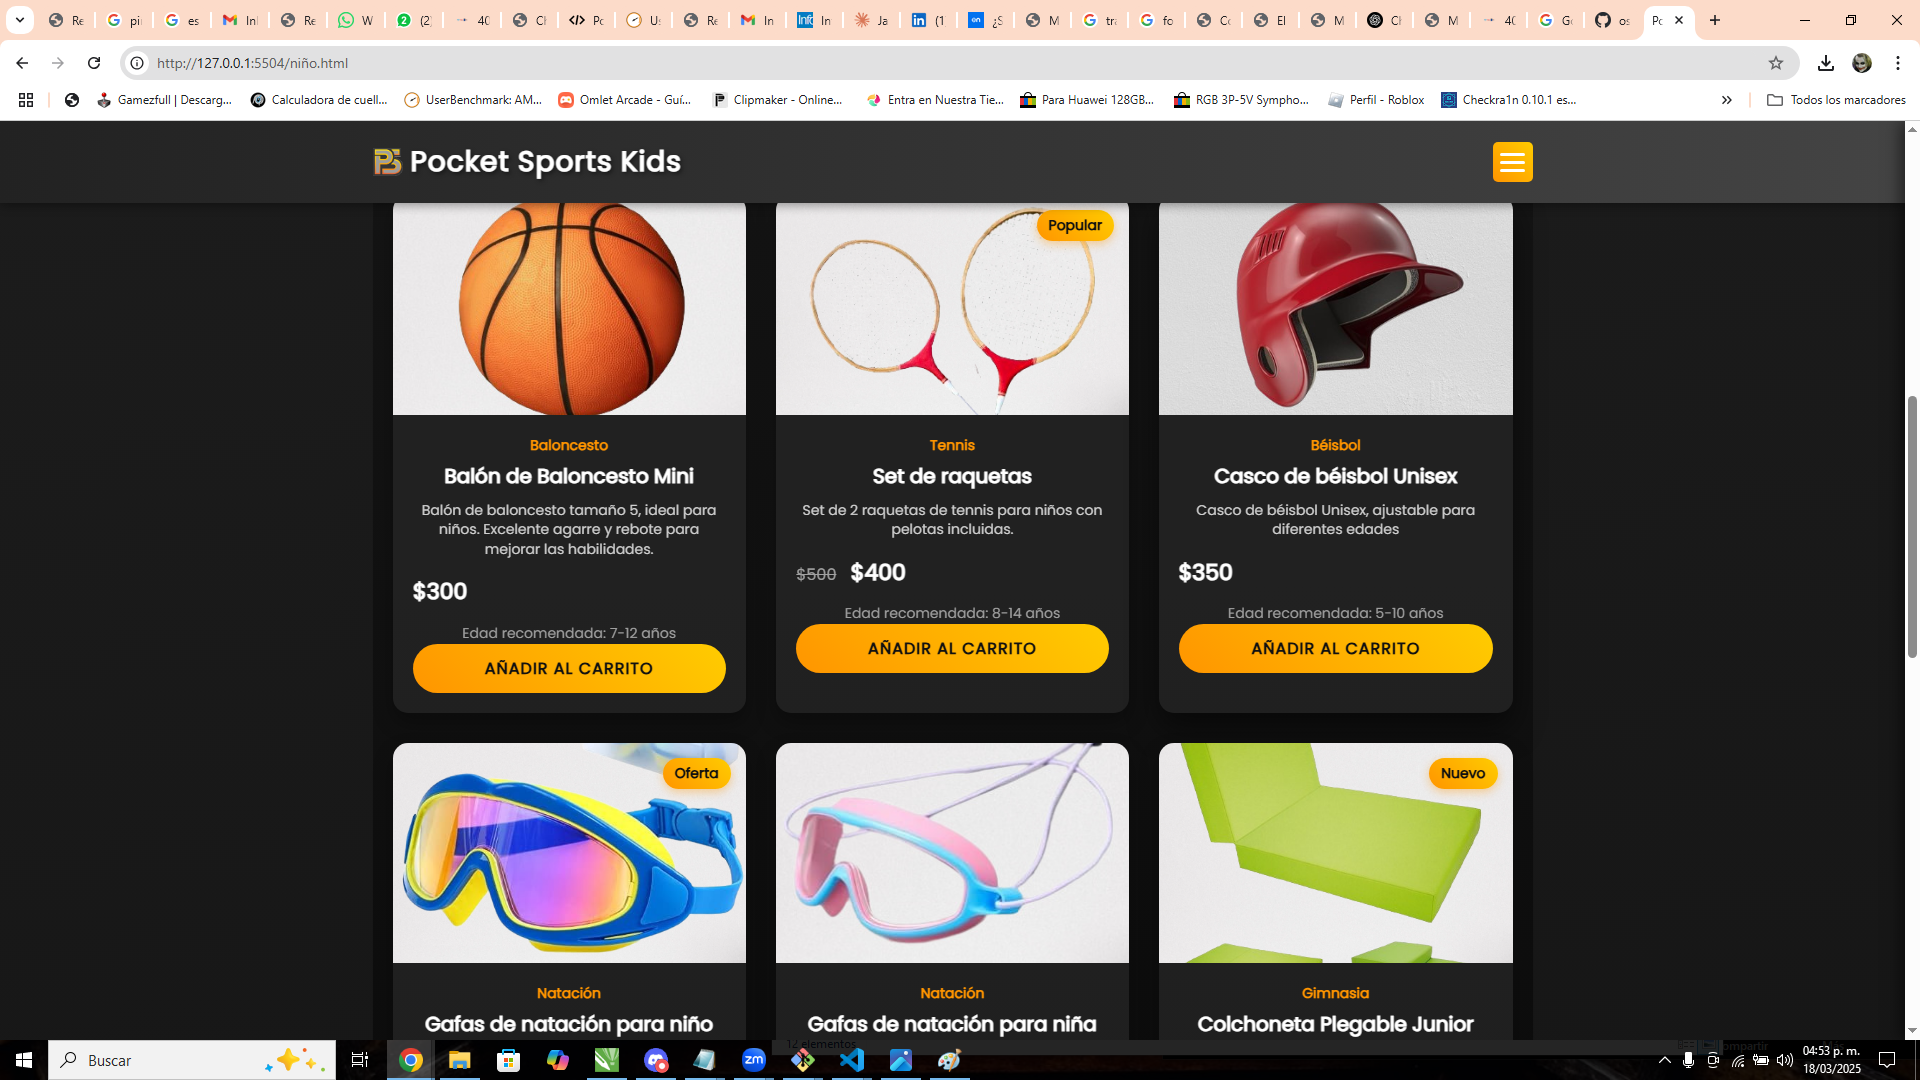 Re
pi
es
Inl
Re
W
(2)
40
Cl
Po
Us
Re
In
In
Ja
(1
¿S
M
tra
fo
Co
El
M
Cl
M
40
Go
os
Pc
http://127.0.0.1:5504/niño.html
Gamezfull | Descarg...
Calculadora de cuell...
UserBenchmark: AM...
Omlet Arcade - Guí...
Clipmaker - Online...
Entra en Nuestra Tie...
Para Huawei 128GB...
RGB 3P-5V Sympho...
Perfil - Roblox
Checkra1n 0.10.1 es...
Todos los marcadores
Pocket Sports Kids
Popular
Baloncesto
Balón de Baloncesto Mini
Balón de baloncesto tamaño 5, ideal para
niños. Excelente agarre y rebote para
mejorar las habilidades.
$300
Edad recomendada: 7-12 años
AÑADIR AL CARRITO
Tennis
Set de raquetas
Set de 2 raquetas de tennis para niños con
pelotas incluidas.
$500 $400
Edad recomendada: 8-14 años
AÑADIR AL CARRITO
Béisbol
Casco de béisbol Unisex
Casco de béisbol Unisex, ajustable para
diferentes edades
$350
Edad recomendada: 5-10 años
AÑADIR AL CARRITO
Oferta
Nuevo
Natación
Gafas de natación para niño
Natación
Gafas de natación para niña
Gimnasia
Colchoneta Plegable Junior
12 elementos
Buscar
04:53 p. m.
18/03/2025